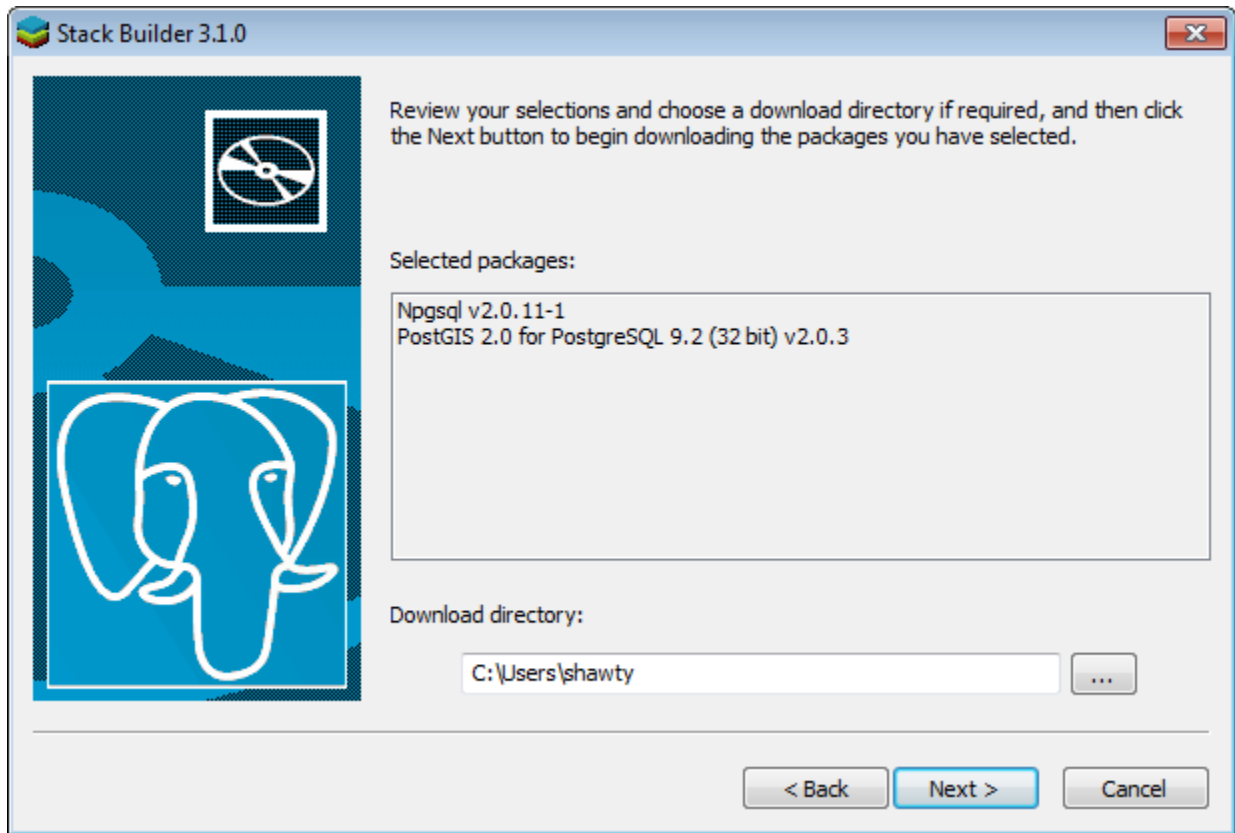 Stack Builder 3.1.0
Review your selections and choose a download directory if required, and then click
the Next button to begin downloading the packages you have selected.
Selected packages:
Npgsql v2.0.11-1
PostGIS 2.0 for PostgreSQL 9.2 (32 bit) v2.0.3
Download directory:
C:\Users\shawty
...
< Back
Next >
Cancel